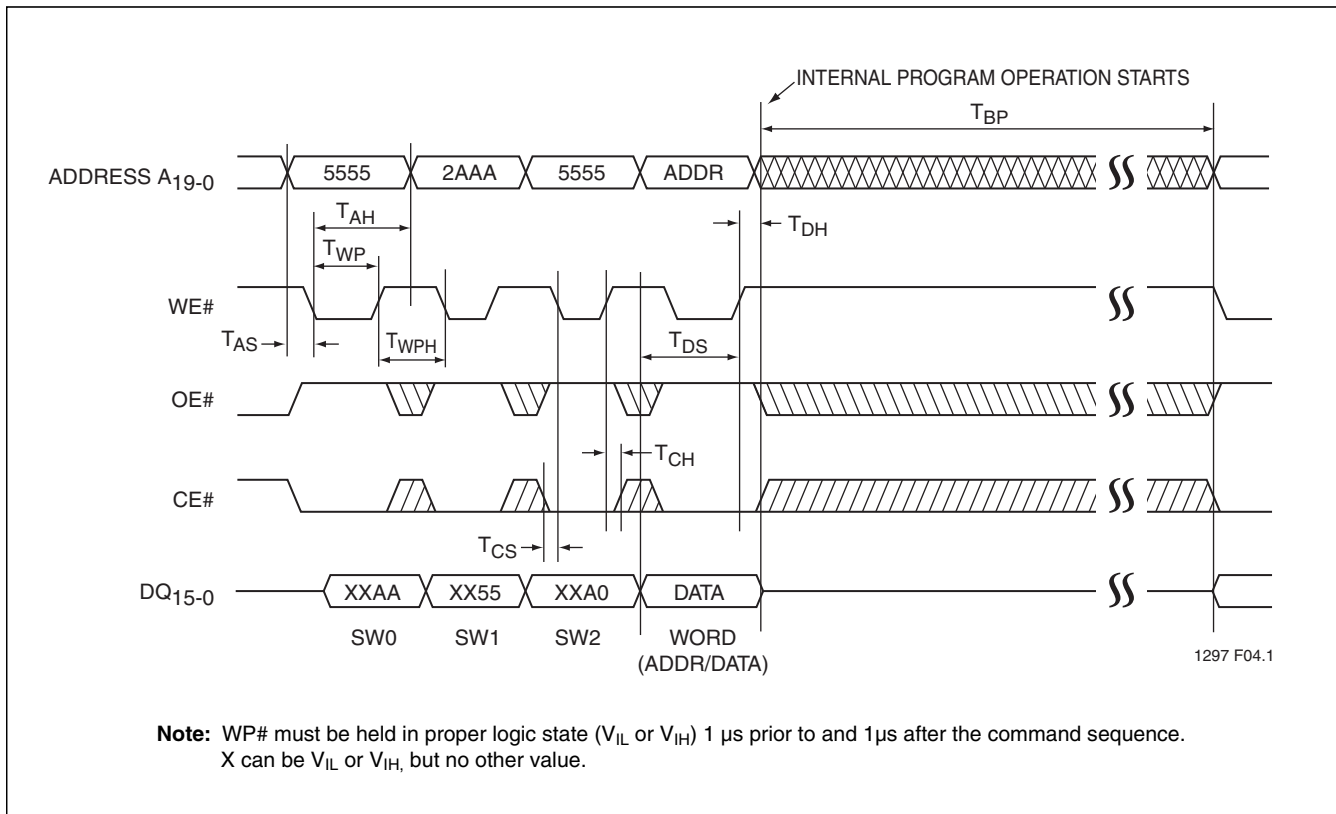 INTERNAL PROGRAM OPERATION STARTS
TBP
ADDRESS A19-0
5555
2AAA
5555
ADDR
TAH
TDH
TWP
WE#
TAS
TWPH
TDS
OE#
TCH
CE#
TCS
DQ15-0
XXAA
XX55
XXA0
DATA
SW0
SW1
SW2
WORD
(ADDR/DATA)
1297 F04.1
Note: WP# must be held in proper logic state (VIL or VIH) 1 µs prior to and 1µs after the command sequence.
X can be VIL or VIH, but no other value.